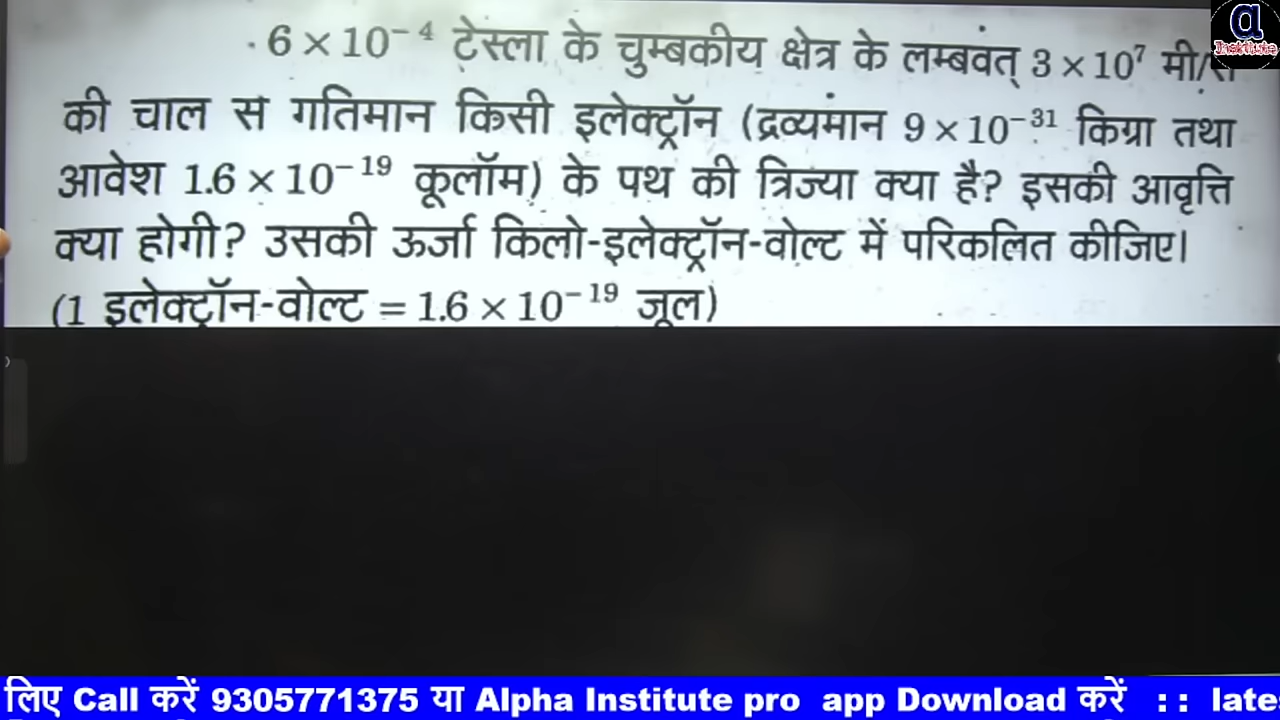 6 × 10⁻⁴ टेस्ला के चुम्बकीय क्षेत्र के लम्बवत् 3 × 10⁷ मी/से
की चाल स गतिमान किसी इलेक्ट्रॉन (द्रव्यमान 9 × 10⁻³¹ किग्रा तथा
आवेश 1.6 × 10⁻¹⁹ कूलॉम) के पथ की त्रिज्या क्या है? इसकी आवृत्ति
क्या होगी? उसकी ऊर्जा किलो-इलेक्ट्रॉन-वोल्ट में परिकलित कीजिए।
(1 इलेक्ट्रॉन-वोल्ट = 1.6 × 10⁻¹⁹ जूल)
α
Institute
लिए Call करें 9305771375 या Alpha Institute pro app Download करें : : late